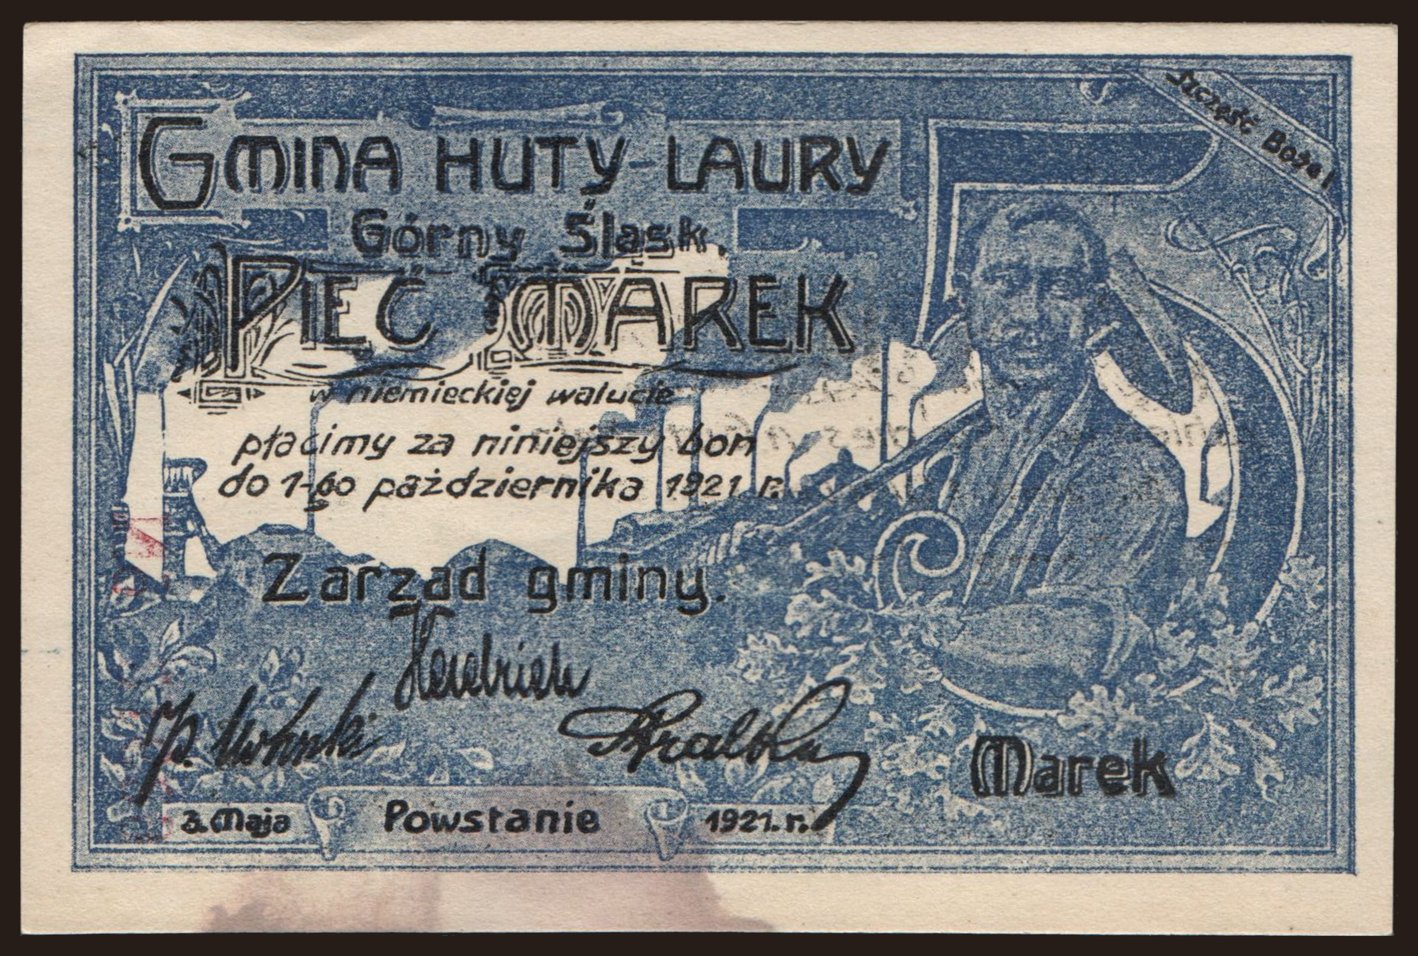 Szczęść Boże!
GMINA HUTY-LAURY
Górny Śląsk.
PIĘĆ MAREK
w niemieckiej walucie
płacimy za niniejszy bon
do 1-go października 1921 r.
Zarząd gminy.
Marek
3. Maja Powstanie 1921. r.